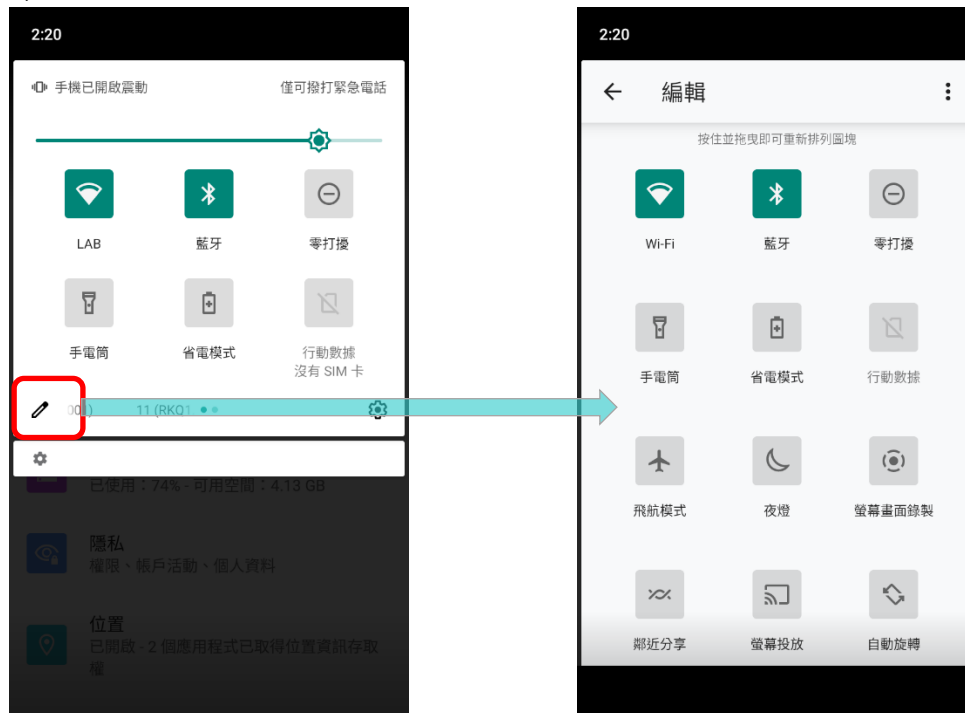 2:20
手機已開啟震動 僅可撥打緊急電話
LAB 藍牙 零打擾
手電筒 省電模式 行動數據
沒有 SIM 卡
11 (RKQ1
已使用：74% - 可用空間：4.13 GB
隱私
權限、帳戶活動、個人資料
位置
已開啟 - 2 個應用程式已取得位置資訊存取
權
2:20
編輯
按住並拖曳即可重新排列圖塊
Wi-Fi 藍牙 零打擾
手電筒 省電模式 行動數據
飛航模式 夜燈 螢幕畫面錄製
鄰近分享 螢幕投放 自動旋轉